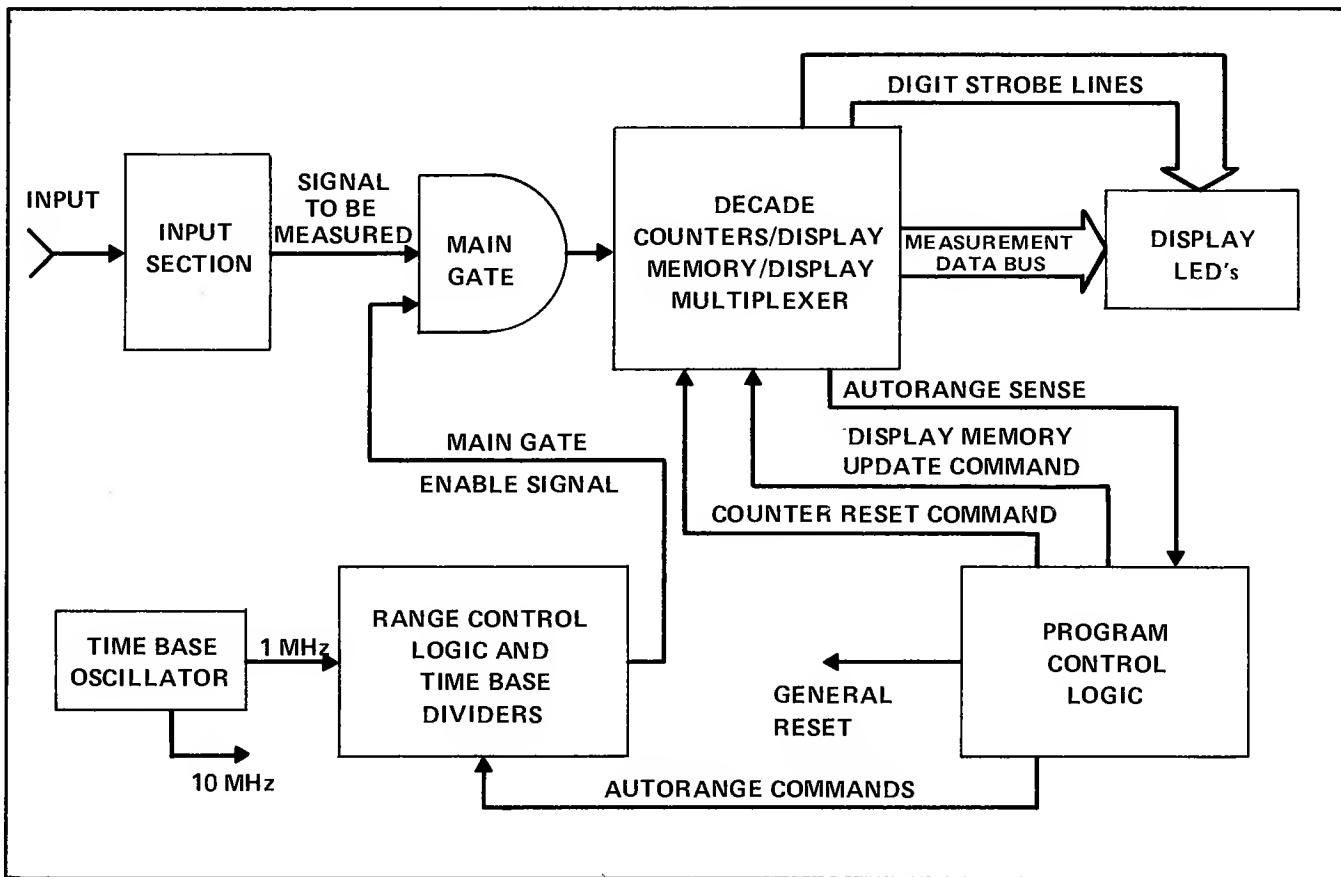 DIGIT STROBE LINES
INPUT
INPUT
SECTION
SIGNAL
TO BE
MEASURED
MAIN
GATE
DECADE
COUNTERS/DISPLAY
MEMORY/DISPLAY
MULTIPLEXER
MEASUREMENT
DATA BUS
DISPLAY
LED's
AUTORANGE SENSE
DISPLAY MEMORY
UPDATE COMMAND
COUNTER RESET COMMAND
MAIN GATE
ENABLE SIGNAL
TIME BASE
OSCILLATOR
1 MHz
10 MHz
RANGE CONTROL
LOGIC AND
TIME BASE
DIVIDERS
GENERAL
RESET
PROGRAM
CONTROL
LOGIC
AUTORANGE COMMANDS